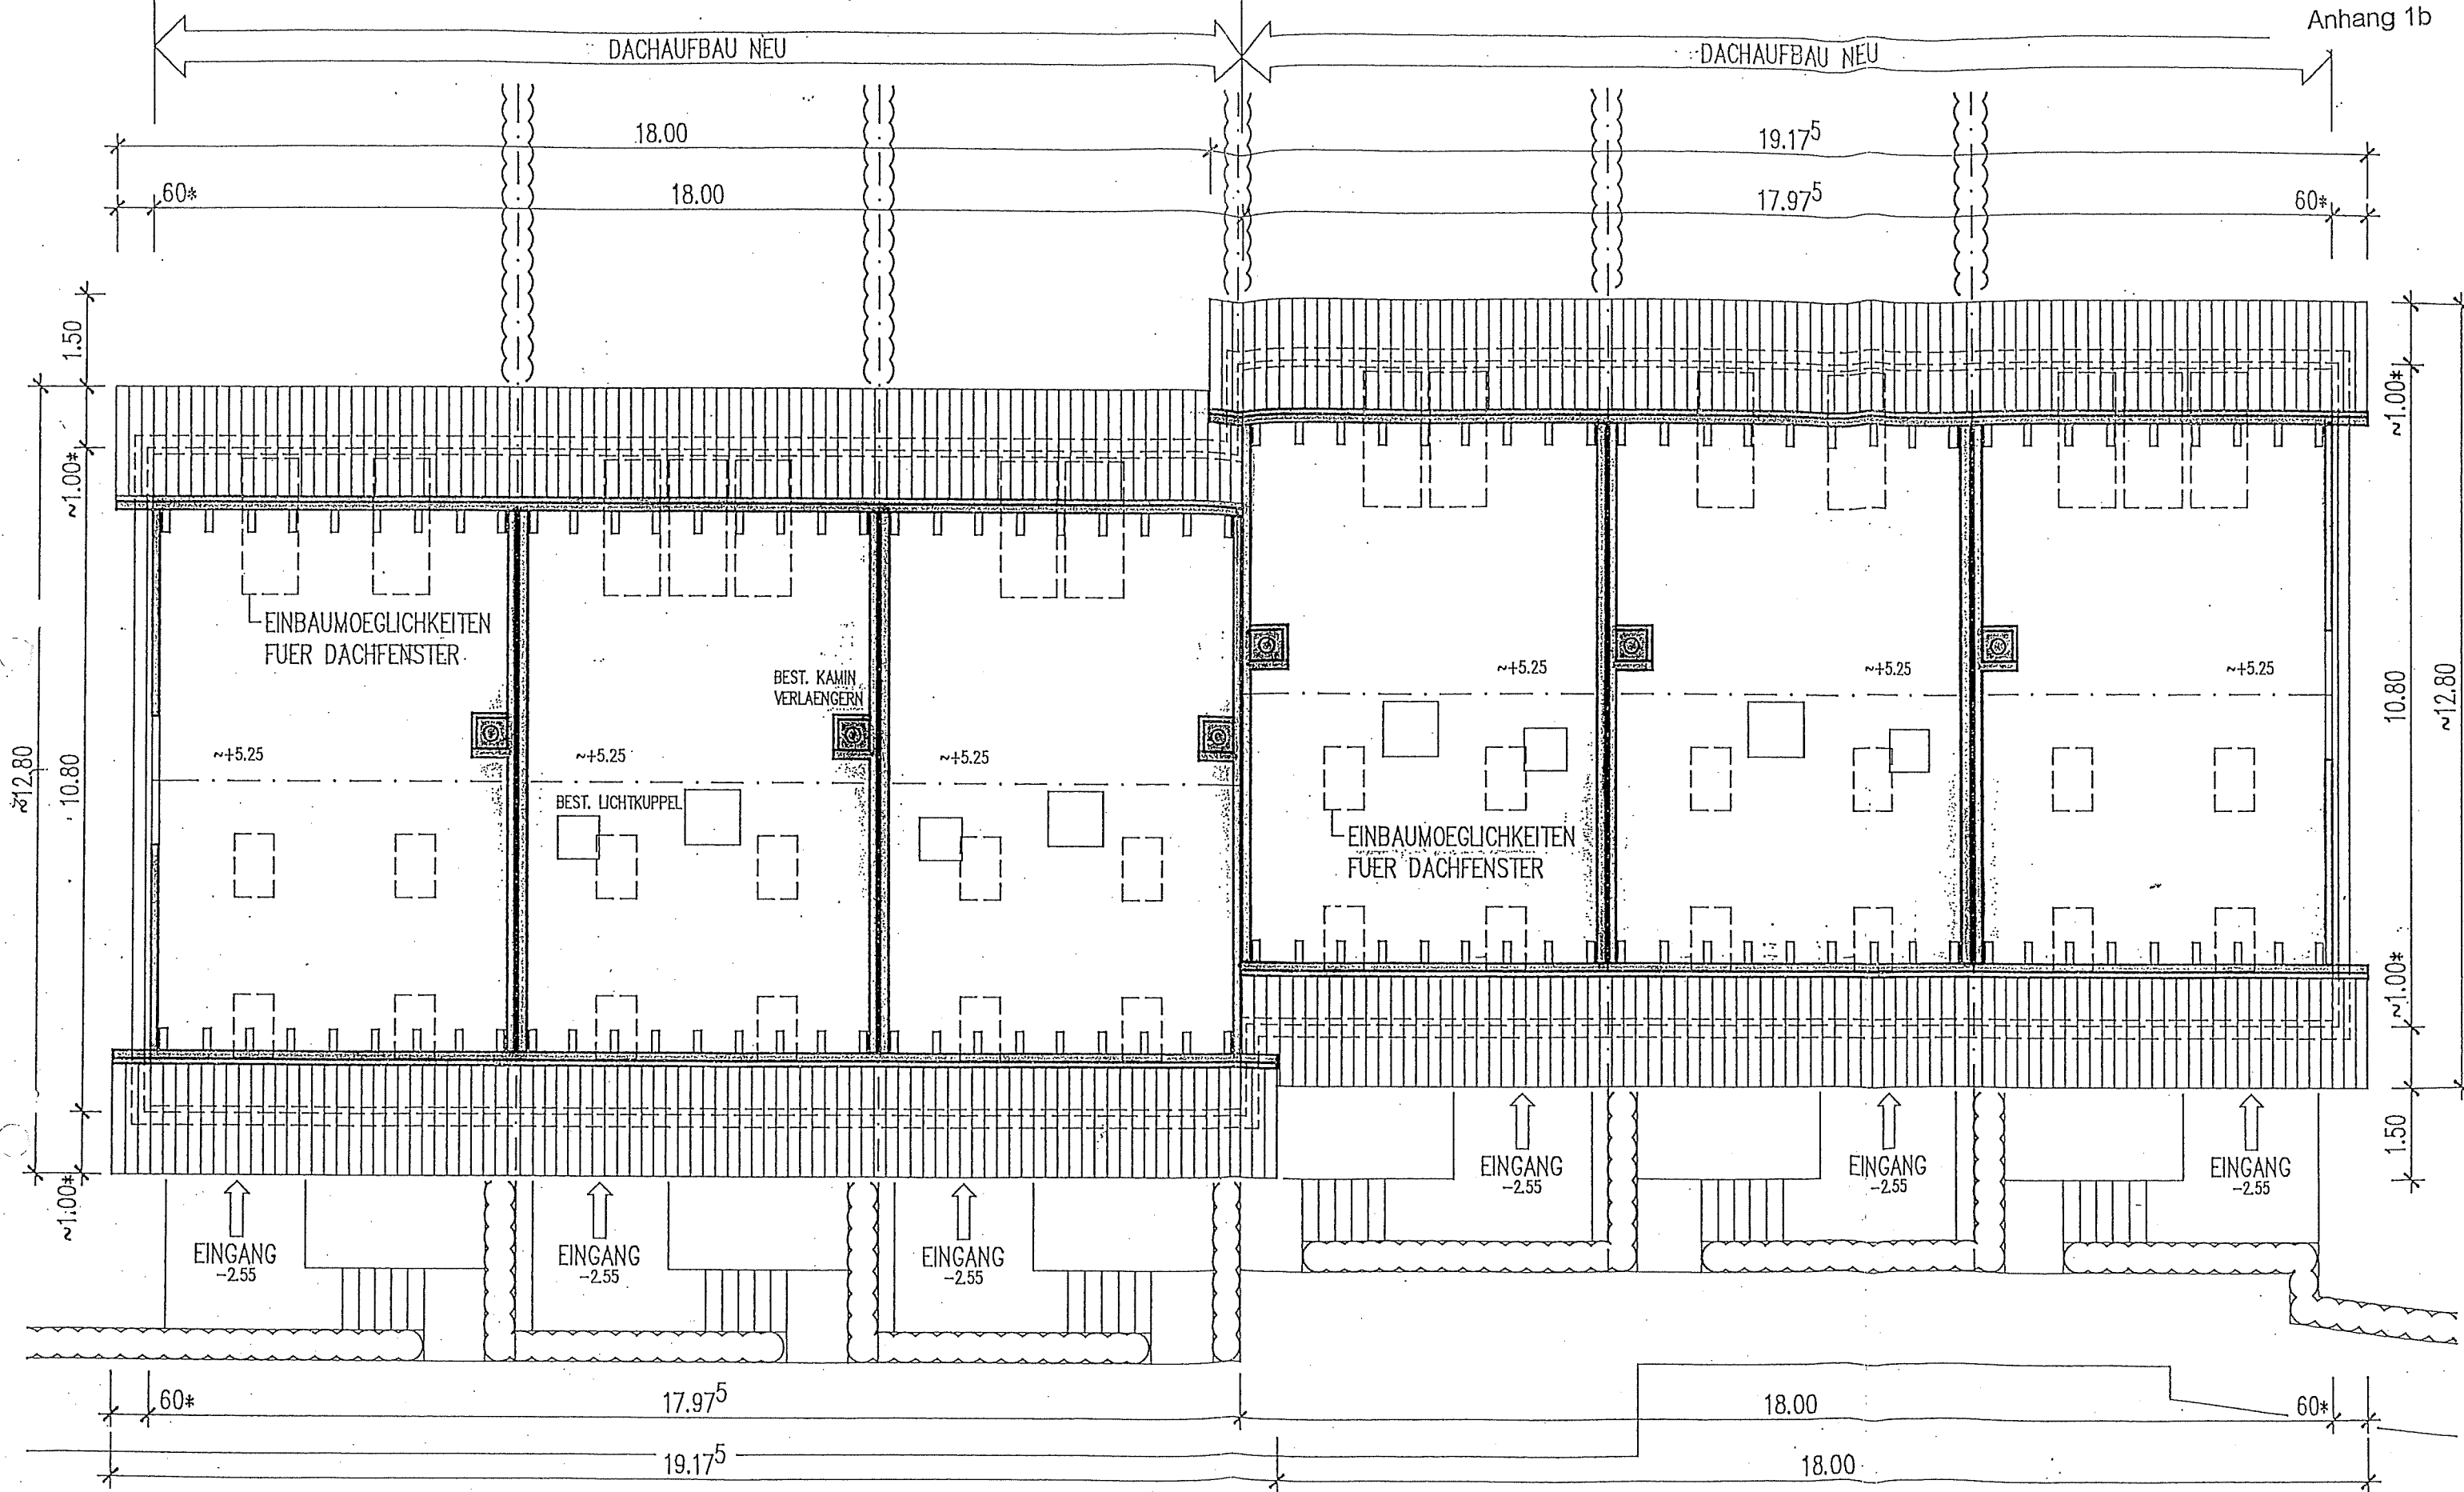 Anhang 1b
DACHAUFBAU NEU
DACHAUFBAU NEU
18.00
19.17⁵
60*
18.00
17.97⁵
60*
1.50
~1.00*
~12.80
10.80
~1.00*
~1.00*
10.80
~12.80
~1.00*
1.50
EINBAUMOEGLICHKEITEN
FUER DACHFENSTER
BEST. KAMIN
VERLAENGERN
~+5.25
~+5.25
~+5.25
~+5.25
~+5.25
~+5.25
BEST. LICHTKUPPEL
EINBAUMOEGLICHKEITEN
FUER DACHFENSTER
EINGANG
-2.55
EINGANG
-2.55
EINGANG
-2.55
EINGANG
-2.55
EINGANG
-2.55
EINGANG
-2.55
60*
17.97⁵
18.00
60*
19.17⁵
18.00